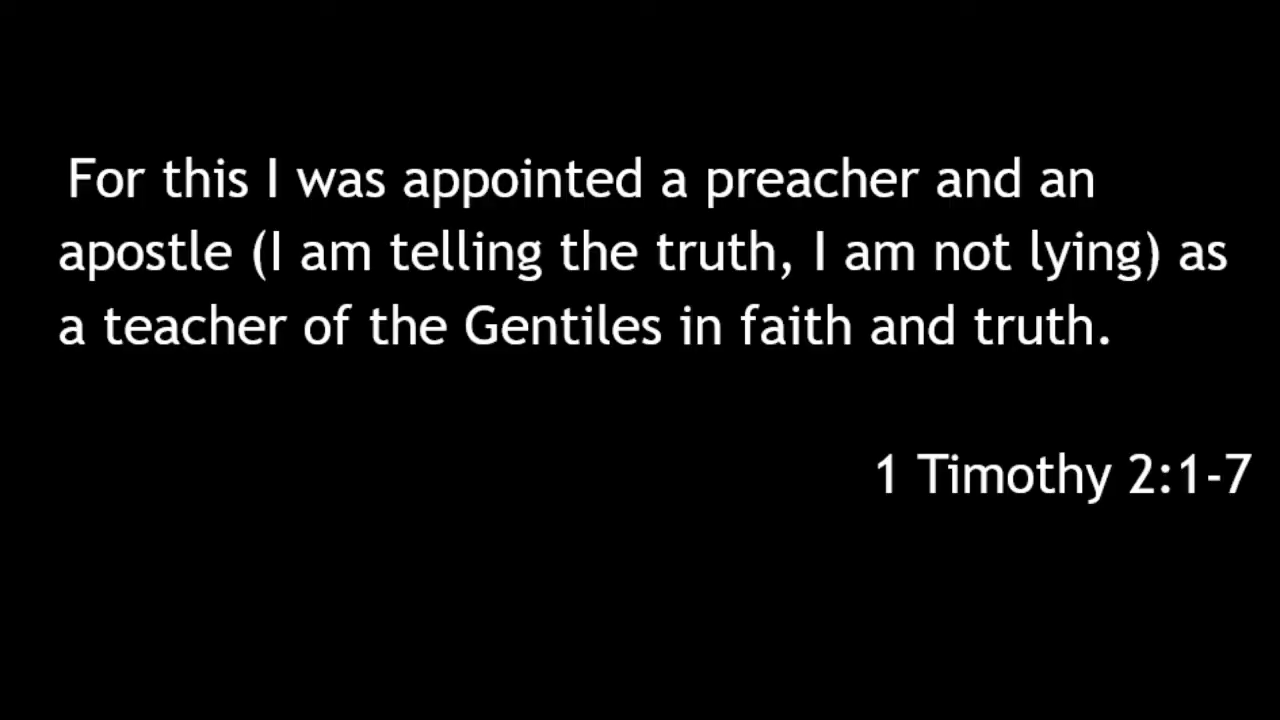 For this I was appointed a preacher and an
apostle (I am telling the truth, I am not lying) as
a teacher of the Gentiles in faith and truth.
1 Timothy 2:1-7